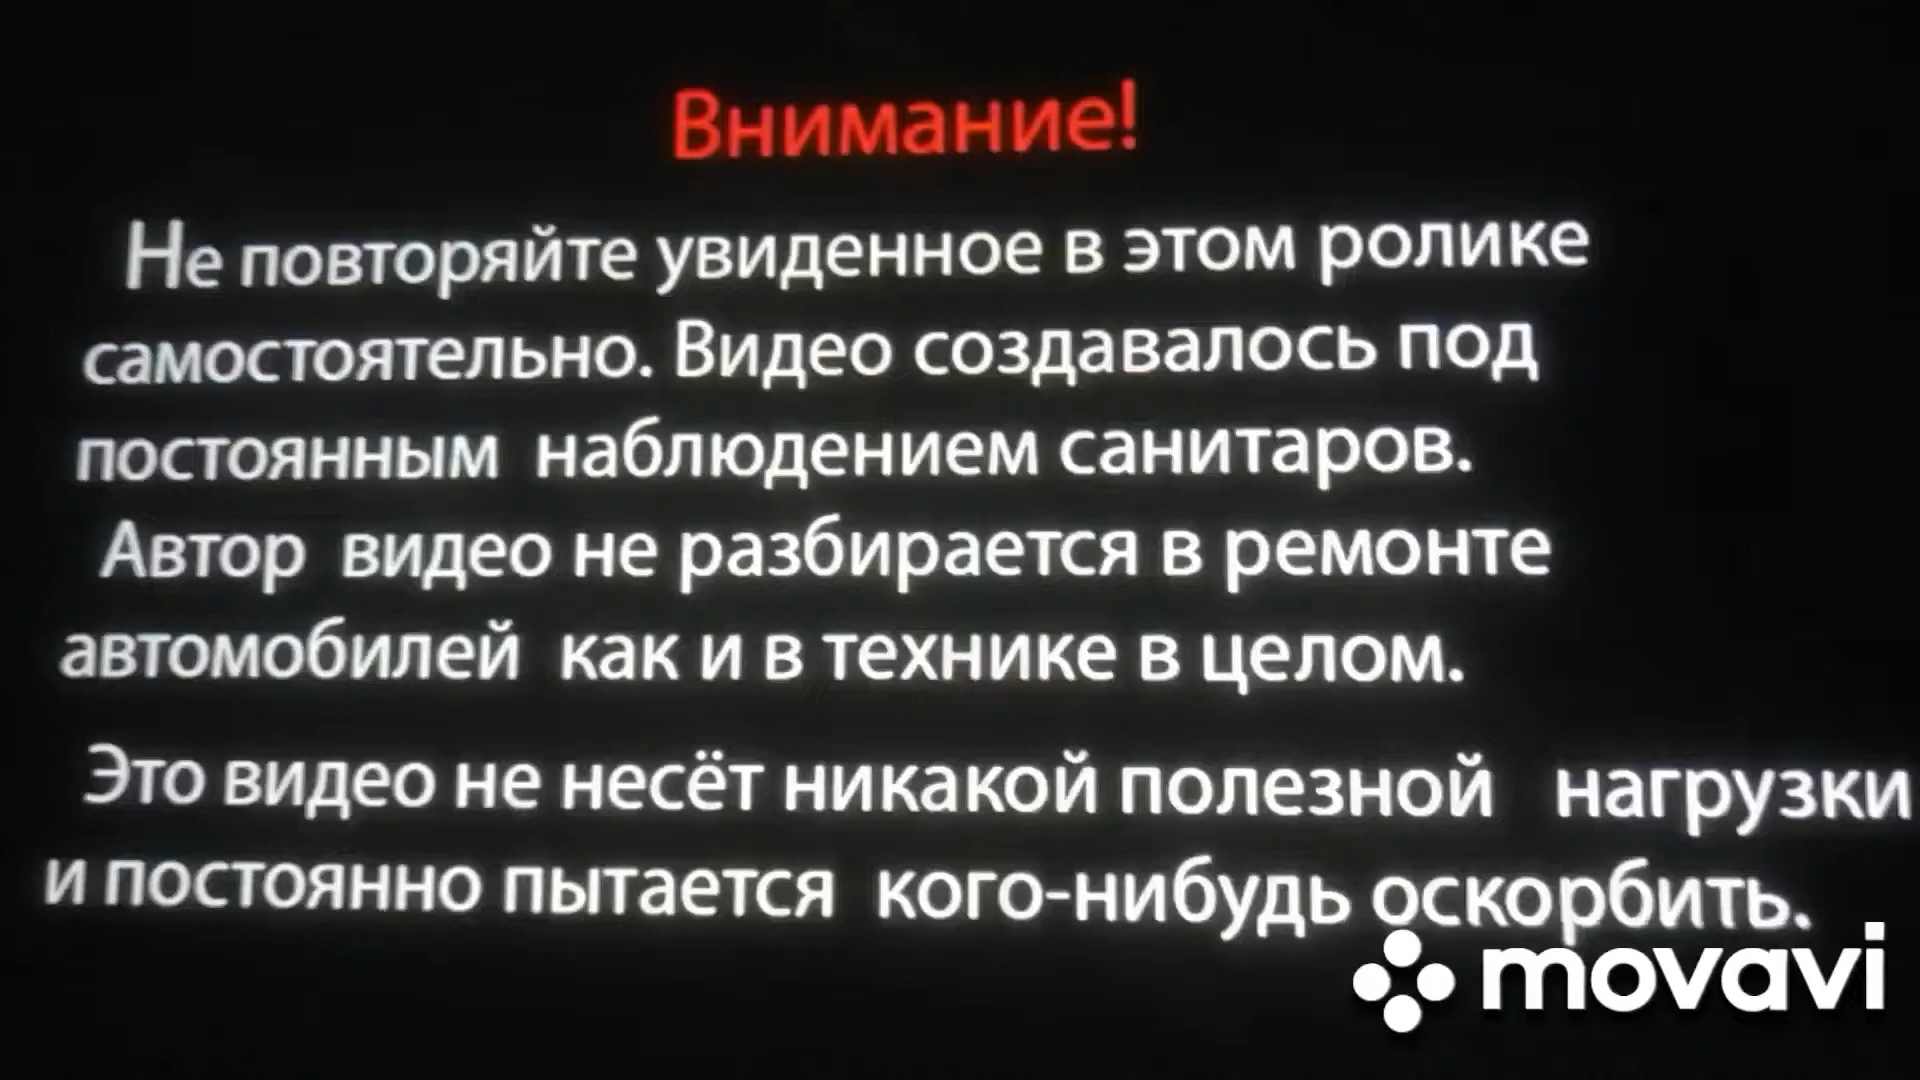 Внимание!
Не повторяйте увиденное в этом ролике
самостоятельно. Видео создавалось под
постоянным наблюдением санитаров.
Автор видео не разбирается в ремонте
автомобилей как и в технике в целом.
Это видео не несёт никакой полезной нагрузки
и постоянно пытается кого-нибудь оскорбить.
movavi